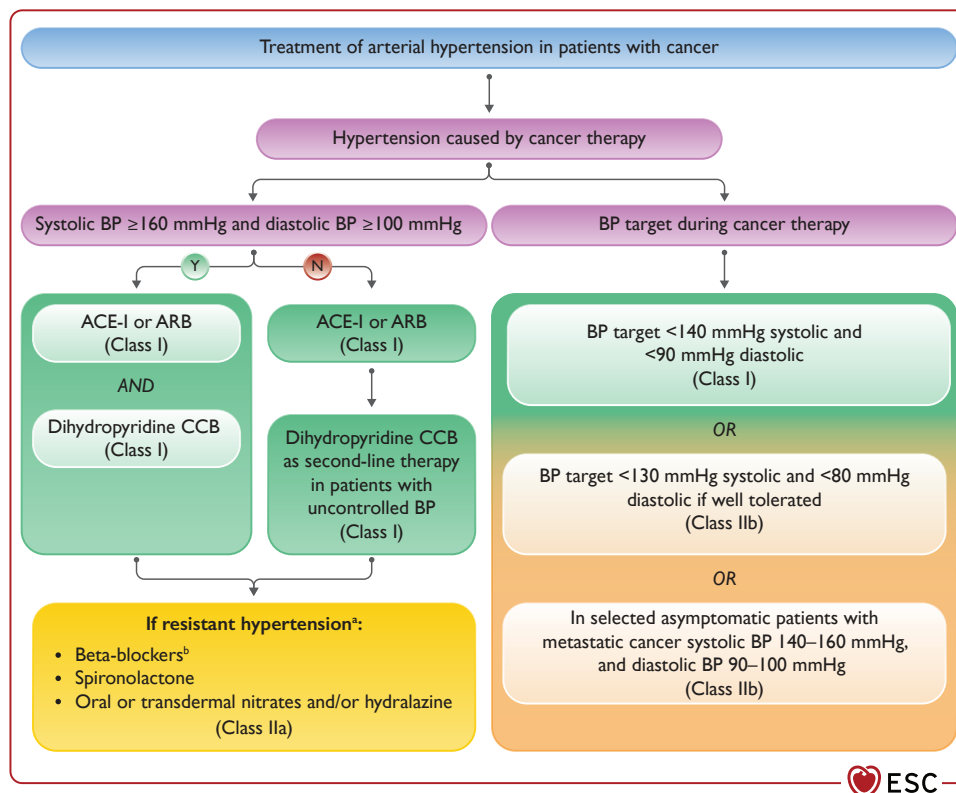 Treatment of arterial hypertension in patients with cancer
Hypertension caused by cancer therapy
Systolic BP ≥160 mmHg and diastolic BP ≥100 mmHg
Y
N
ACE-I or ARB
(Class I)
AND
Dihydropyridine CCB
(Class I)
ACE-I or ARB
(Class I)
Dihydropyridine CCB
as second-line therapy
in patients with
uncontrolled BP
(Class I)
If resistant hypertensionᵃ:
• Beta-blockersᵇ
• Spironolactone
• Oral or transdermal nitrates and/or hydralazine
(Class IIa)
BP target during cancer therapy
BP target <140 mmHg systolic and
<90 mmHg diastolic
(Class I)
OR
BP target <130 mmHg systolic and <80 mmHg
diastolic if well tolerated
(Class IIb)
OR
In selected asymptomatic patients with
metastatic cancer systolic BP 140–160 mmHg,
and diastolic BP 90–100 mmHg
(Class IIb)
ESC